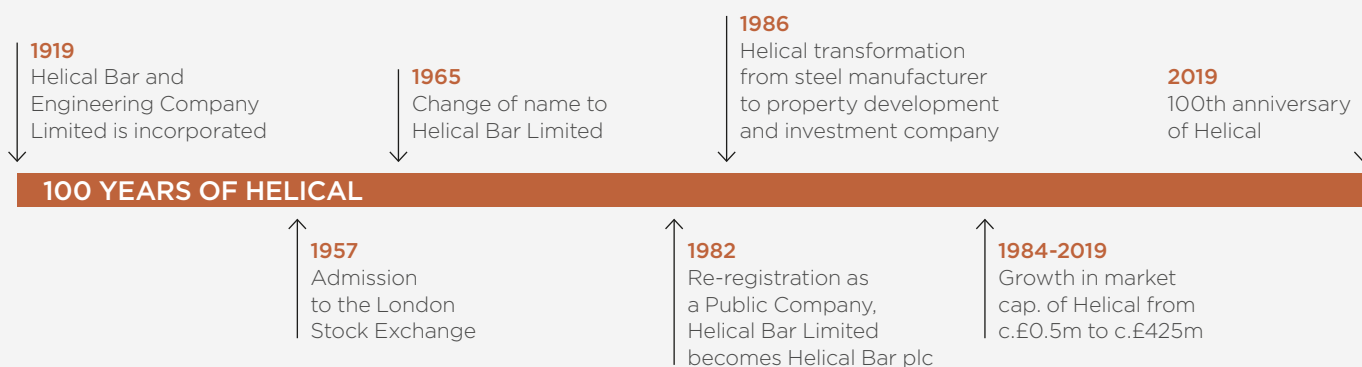 1919
Helical Bar and
Engineering Company
Limited is incorporated
1965
Change of name to
Helical Bar Limited
1986
Helical transformation
from steel manufacturer
to property development
and investment company
2019
100th anniversary
of Helical
100 YEARS OF HELICAL
1957
Admission
to the London
Stock Exchange
1982
Re-registration as
a Public Company,
Helical Bar Limited
becomes Helical Bar plc
1984-2019
Growth in market
cap. of Helical from
c.£0.5m to c.£425m